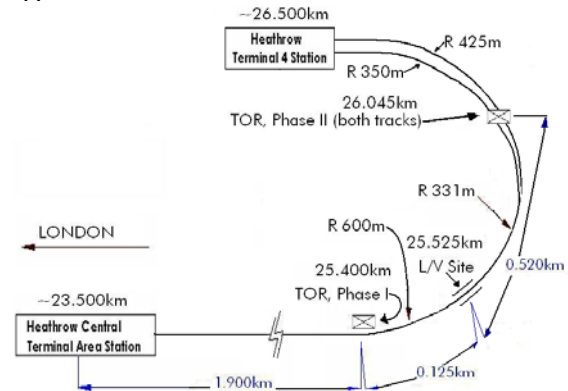 ~26.500km
Heathrow
Terminal 4 Station
R 425m
R 350m
26.045km
TOR, Phase II (both tracks)
R 331m
LONDON
R 600m
25.525km
L/V Site
0.520km
25.400km
TOR, Phase I
~23.500km
Heathrow Central
Terminal Area Station
0.125km
1.900km